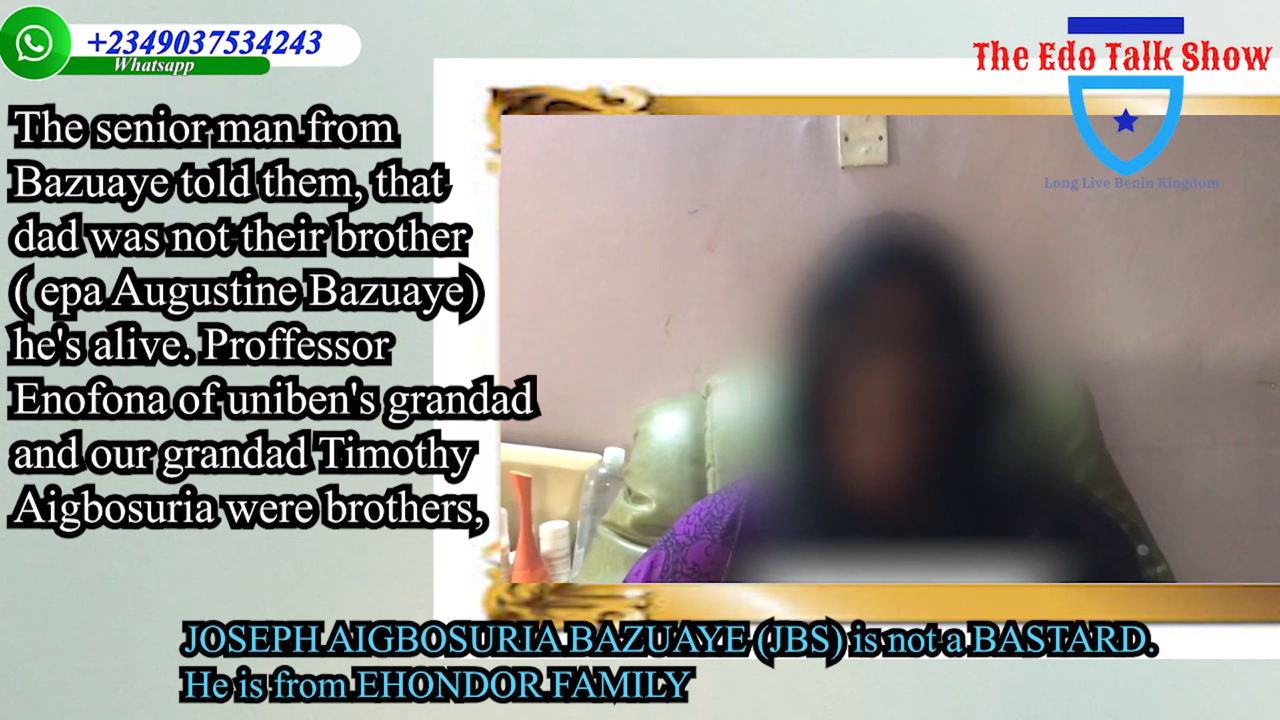 +2349037534243
Whatsapp
The Edo Talk Show
Long Live Benin Kingdom
The senior man from
Bazuaye told them, that
dad was not their brother
( epa Augustine Bazuaye)
he's alive. Proffessor
Enofona of uniben's grandad
and our grandad Timothy
Aigbosuria were brothers,
JOSEPH AIGBOSURIA BAZUAYE (JBS) is not a BASTARD.
He is from EHONDOR FAMILY